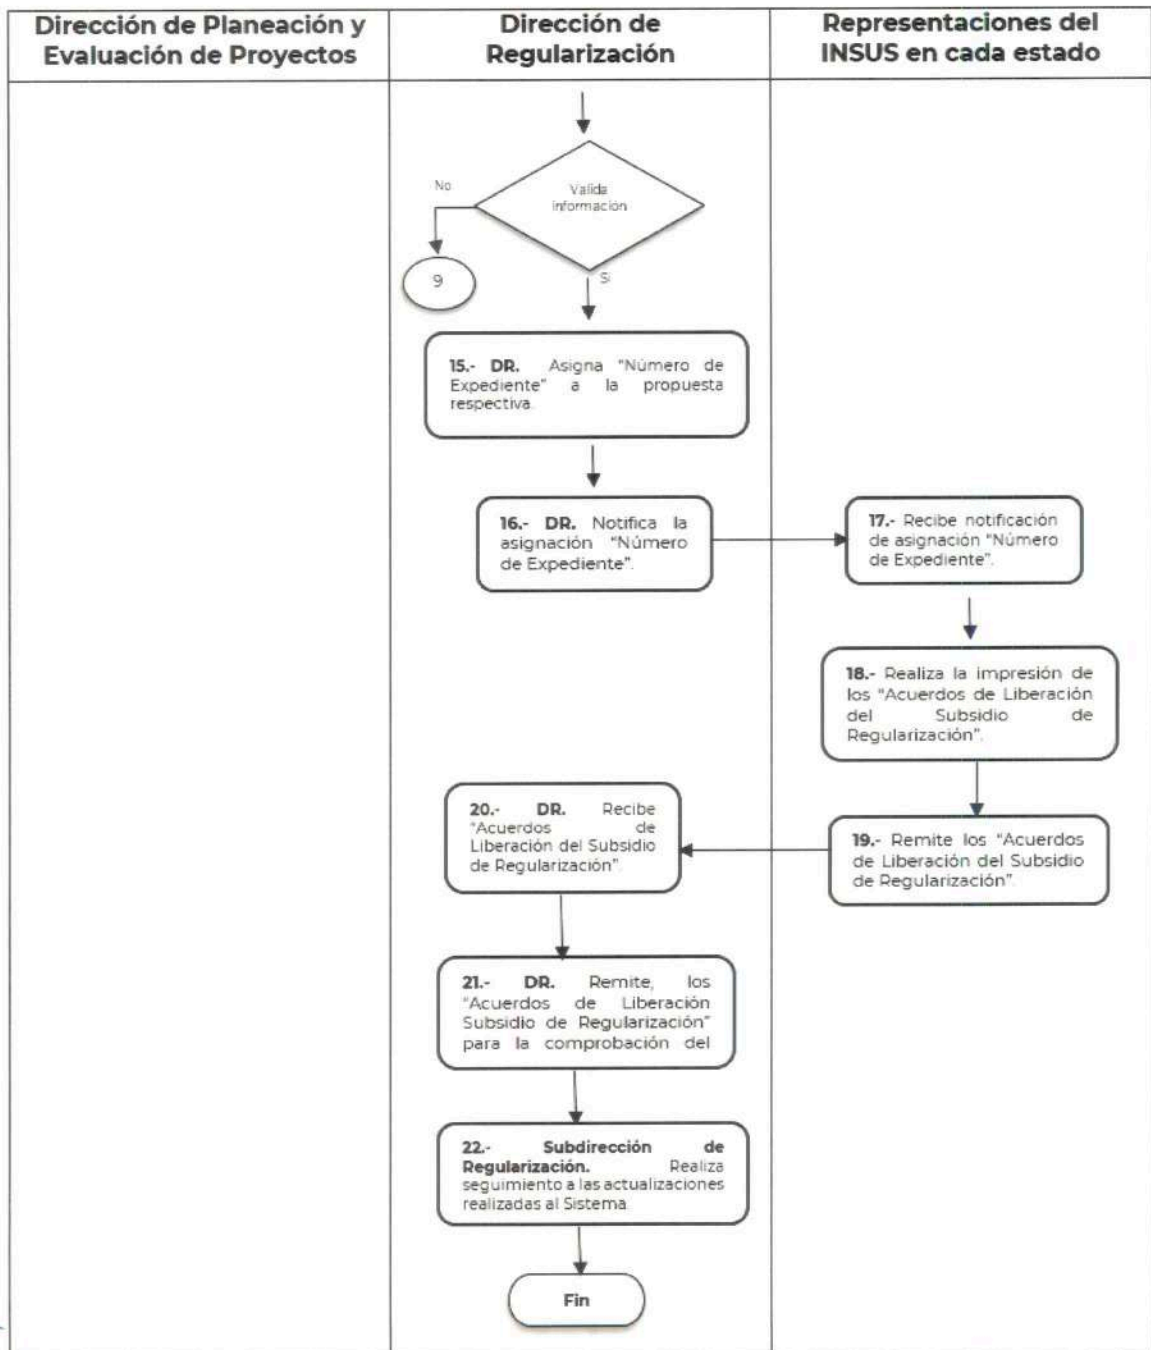 Dirección de Planeación y
Evaluación de Proyectos
Dirección de
Regularización
Representaciones del
INSUS en cada estado
Valida
información
No
9
Si
15.- DR. Asigna "Número de
Expediente" a la propuesta
respectiva.
16.- DR. Notifica la
asignación "Número
de Expediente".
17.- Recibe notificación
de asignación "Número
de Expediente".
18.- Realiza la impresión de
los "Acuerdos de Liberación
del Subsidio de
Regularización".
19.- Remite los "Acuerdos
de Liberación del Subsidio
de Regularización".
20.- DR. Recibe
"Acuerdos de
Liberación del Subsidio
de Regularización".
21.- DR. Remite, los
"Acuerdos de Liberación
Subsidio de Regularización"
para la comprobación del
22.- Subdirección de
Regularización. Realiza
seguimiento a las actualizaciones
realizadas al Sistema.
Fin